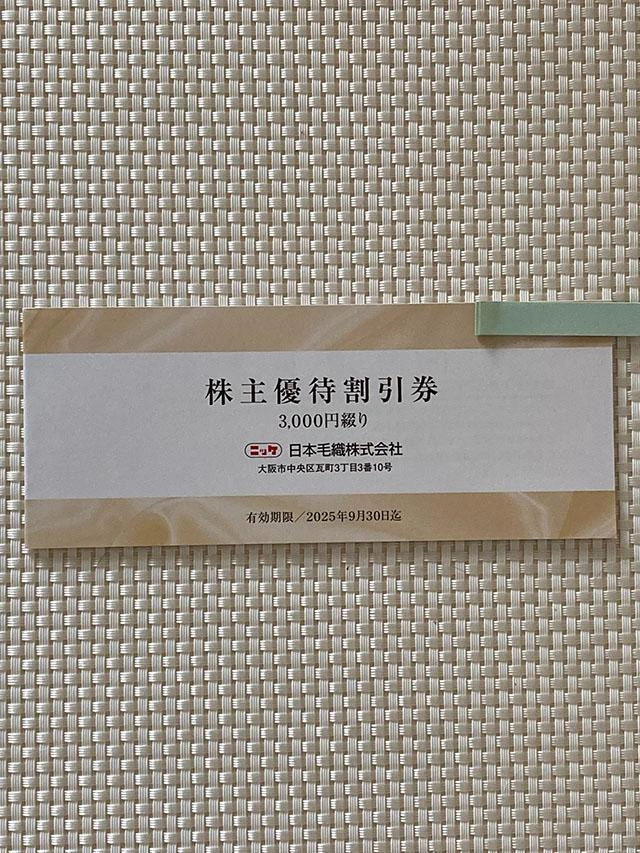 株主優待割引券
3,000円綴り
ニッケ 日本毛織株式会社
大阪市中央区瓦町3丁目3番10号
有効期限／2025年9月30日迄